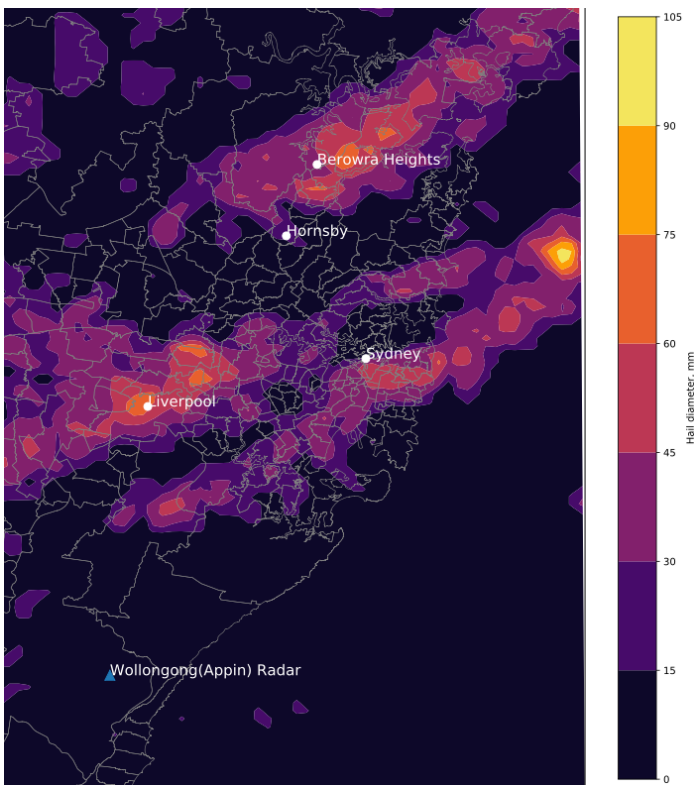 Berowra Heights
Hornsby
Sydney
Liverpool
Wollongong(Appin) Radar
105
90
75
60
45
30
15
0
Hail diameter, mm